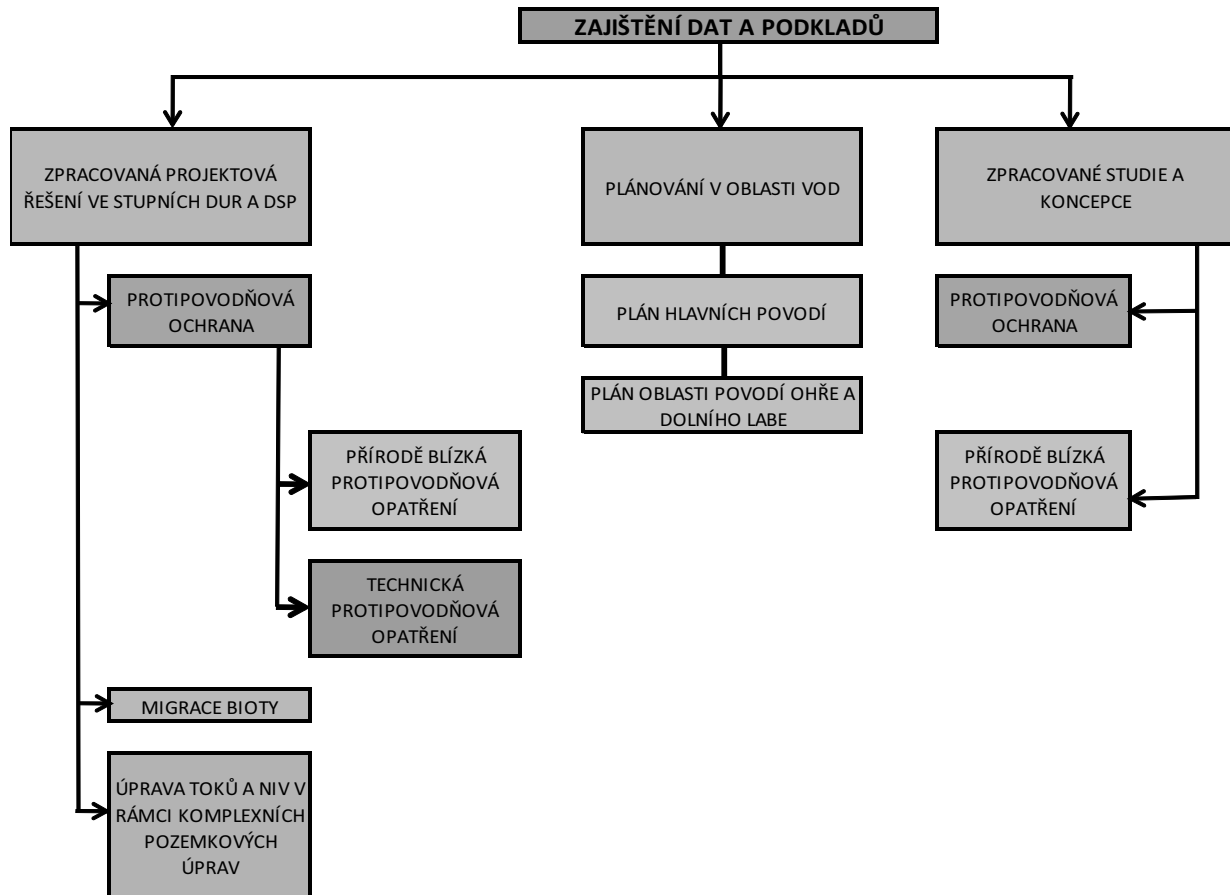 ZAJIŠTĚNÍ DAT A PODKLADŮ
ZPRACOVANÁ PROJEKTOVÁ
ŘEŠENÍ VE STUPNÍCH DUR A DSP
PROTIPOVODŇOVÁ
OCHRANA
PŘÍRODĚ BLÍZKÁ
PROTIPOVODŇOVÁ
OPATŘENÍ
TECHNICKÁ
PROTIPOVODŇOVÁ
OPATŘENÍ
MIGRACE BIOTY
ÚPRAVA TOKŮ A NIV V
RÁMCI KOMPLEXNÍCH
POZEMKOVÝCH
ÚPRAV
PLÁNOVÁNÍ V OBLASTI VOD
PLÁN HLAVNÍCH POVODÍ
PLÁN OBLASTI POVODÍ OHŘE A
DOLNÍHO LABE
ZPRACOVANÉ STUDIE A
KONCEPCE
PROTIPOVODŇOVÁ
OCHRANA
PŘÍRODĚ BLÍZKÁ
PROTIPOVODŇOVÁ
OPATŘENÍ